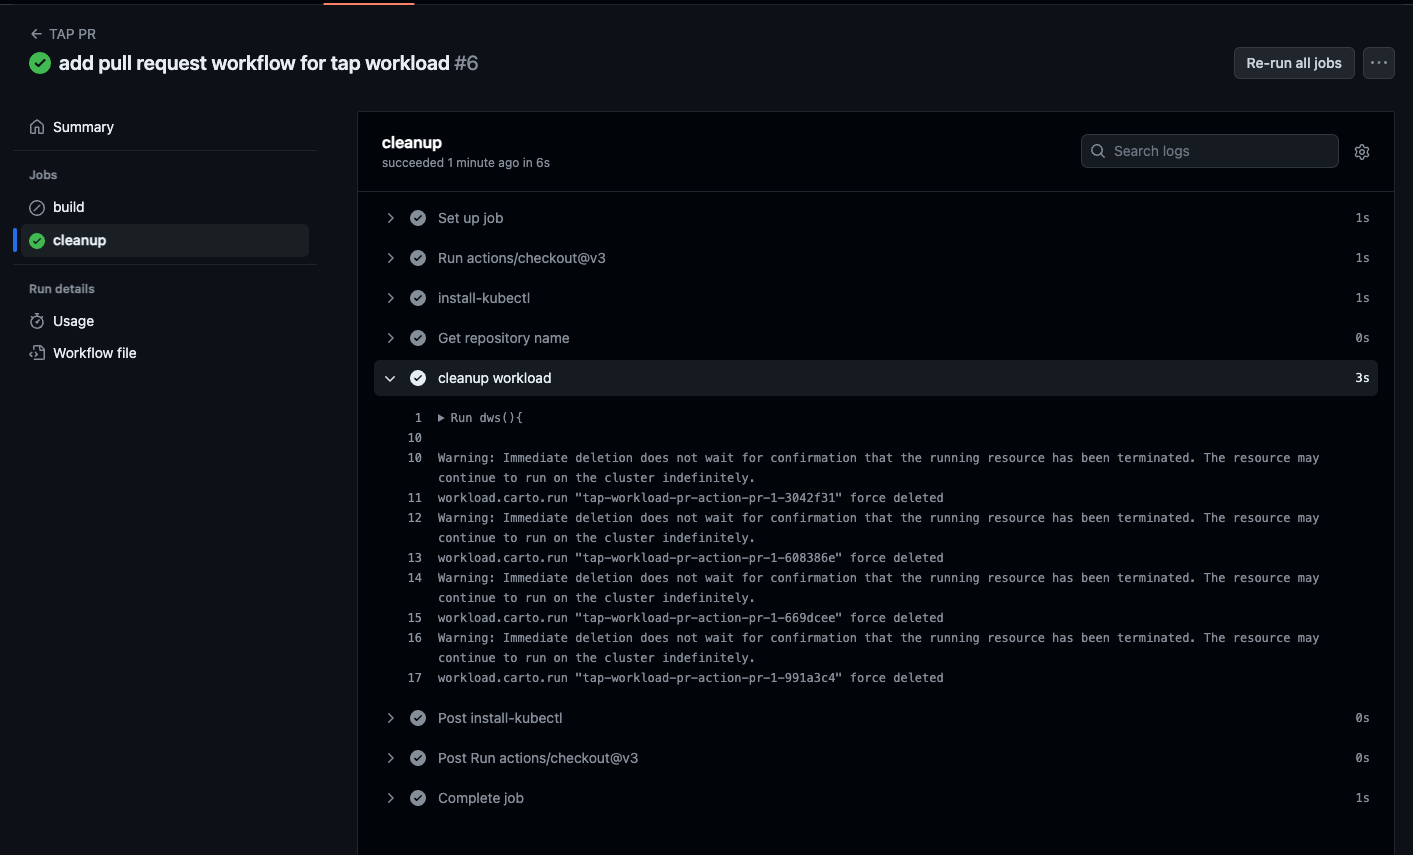 ← TAP PR
add pull request workflow for tap workload #6
Re-run all jobs
...
Summary
Jobs
build
cleanup
Run details
Usage
Workflow file
cleanup
succeeded 1 minute ago in 6s
Search logs
Set up job 1s
Run actions/checkout@v3 1s
install-kubectl 1s
Get repository name 0s
cleanup workload 3s
1 ▶ Run dws(){
10
10 Warning: Immediate deletion does not wait for confirmation that the running resource has been terminated. The resource may
continue to run on the cluster indefinitely.
11 workload.carto.run "tap-workload-pr-action-pr-1-3042f31" force deleted
12 Warning: Immediate deletion does not wait for confirmation that the running resource has been terminated. The resource may
continue to run on the cluster indefinitely.
13 workload.carto.run "tap-workload-pr-action-pr-1-608386e" force deleted
14 Warning: Immediate deletion does not wait for confirmation that the running resource has been terminated. The resource may
continue to run on the cluster indefinitely.
15 workload.carto.run "tap-workload-pr-action-pr-1-669dcee" force deleted
16 Warning: Immediate deletion does not wait for confirmation that the running resource has been terminated. The resource may
continue to run on the cluster indefinitely.
17 workload.carto.run "tap-workload-pr-action-pr-1-991a3c4" force deleted
Post install-kubectl 0s
Post Run actions/checkout@v3 0s
Complete job 1s